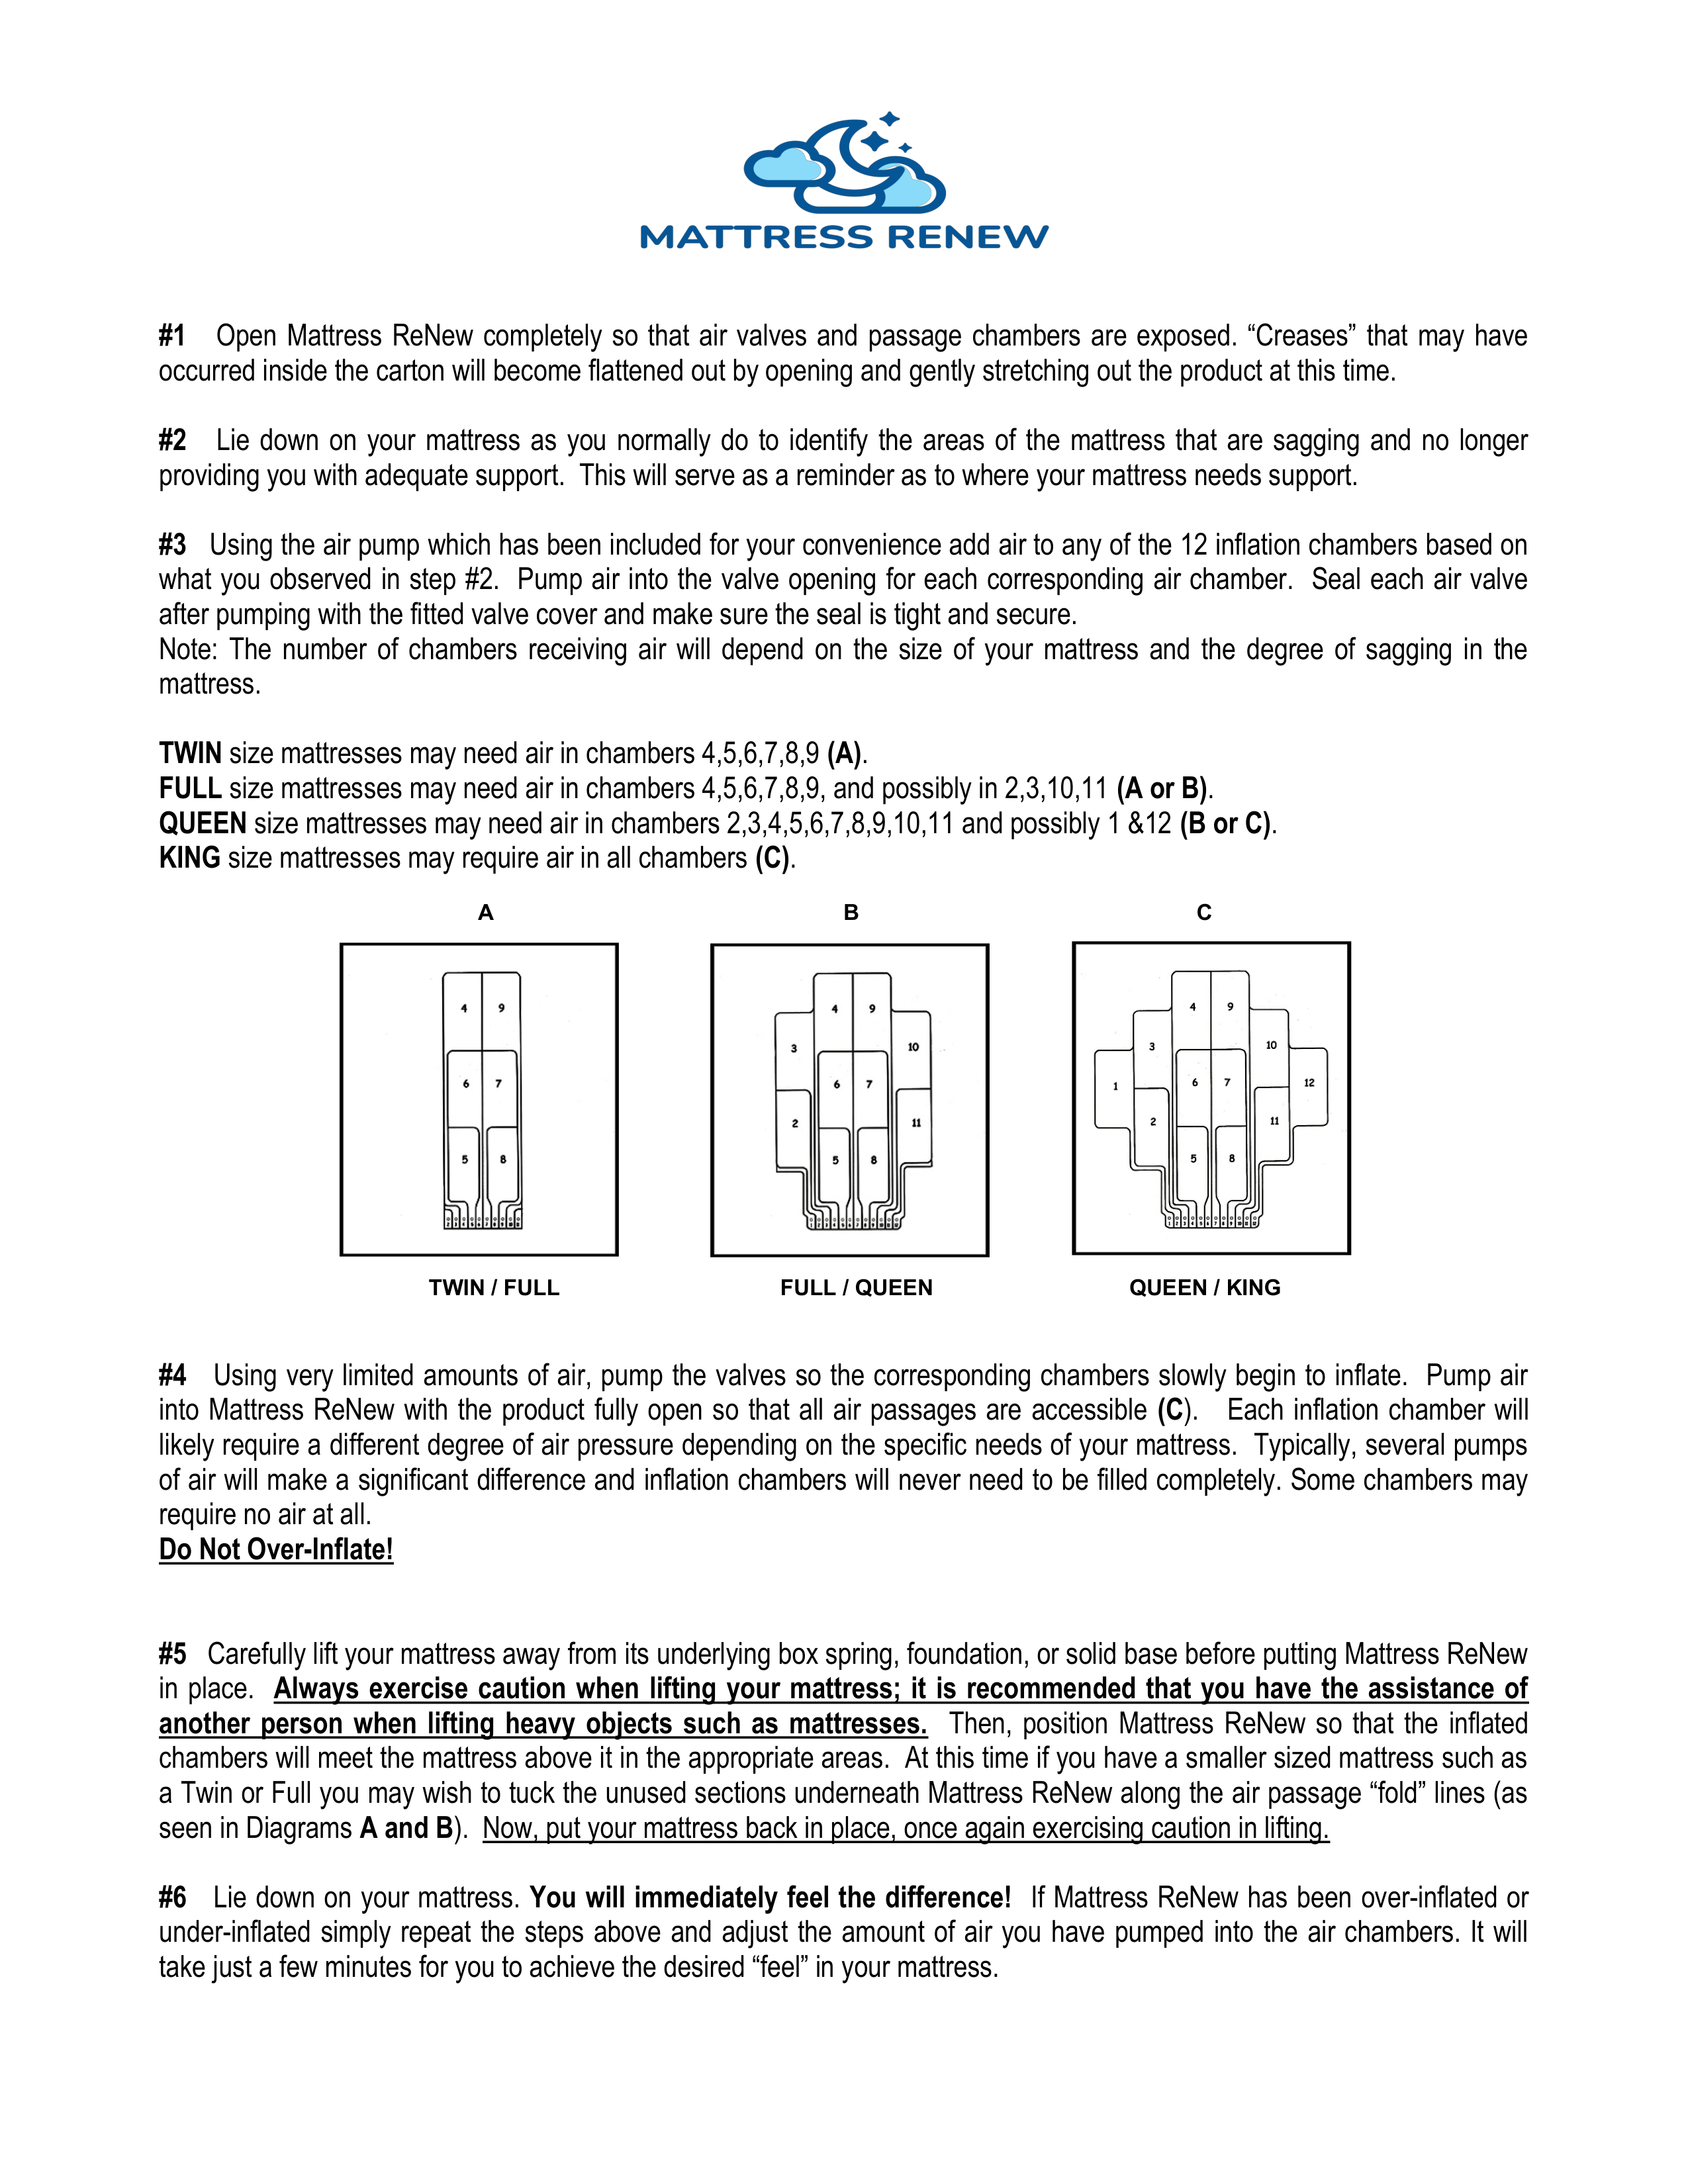 MATTRESS RENEW
#1 Open Mattress ReNew completely so that air valves and passage chambers are exposed. “Creases” that may have
occurred inside the carton will become flattened out by opening and gently stretching out the product at this time.
#2 Lie down on your mattress as you normally do to identify the areas of the mattress that are sagging and no longer
providing you with adequate support. This will serve as a reminder as to where your mattress needs support.
#3 Using the air pump which has been included for your convenience add air to any of the 12 inflation chambers based on
what you observed in step #2. Pump air into the valve opening for each corresponding air chamber. Seal each air valve
after pumping with the fitted valve cover and make sure the seal is tight and secure.
Note: The number of chambers receiving air will depend on the size of your mattress and the degree of sagging in the
mattress.
TWIN size mattresses may need air in chambers 4,5,6,7,8,9 (A).
FULL size mattresses may need air in chambers 4,5,6,7,8,9, and possibly in 2,3,10,11 (A or B).
QUEEN size mattresses may need air in chambers 2,3,4,5,6,7,8,9,10,11 and possibly 1 &12 (B or C).
KING size mattresses may require air in all chambers (C).
A
4 9
6 7
5 8
TWIN / FULL
B
4 9
3 10
6 7
2 11
5 8
FULL / QUEEN
C
4 9
3 10
1 6 7 12
2 11
5 8
QUEEN / KING
#4 Using very limited amounts of air, pump the valves so the corresponding chambers slowly begin to inflate. Pump air
into Mattress ReNew with the product fully open so that all air passages are accessible (C). Each inflation chamber will
likely require a different degree of air pressure depending on the specific needs of your mattress. Typically, several pumps
of air will make a significant difference and inflation chambers will never need to be filled completely. Some chambers may
require no air at all.
Do Not Over-Inflate!
#5 Carefully lift your mattress away from its underlying box spring, foundation, or solid base before putting Mattress ReNew
in place. Always exercise caution when lifting your mattress; it is recommended that you have the assistance of
another person when lifting heavy objects such as mattresses. Then, position Mattress ReNew so that the inflated
chambers will meet the mattress above it in the appropriate areas. At this time if you have a smaller sized mattress such as
a Twin or Full you may wish to tuck the unused sections underneath Mattress ReNew along the air passage “fold” lines (as
seen in Diagrams A and B). Now, put your mattress back in place, once again exercising caution in lifting.
#6 Lie down on your mattress. You will immediately feel the difference! If Mattress ReNew has been over-inflated or
under-inflated simply repeat the steps above and adjust the amount of air you have pumped into the air chambers. It will
take just a few minutes for you to achieve the desired “feel” in your mattress.